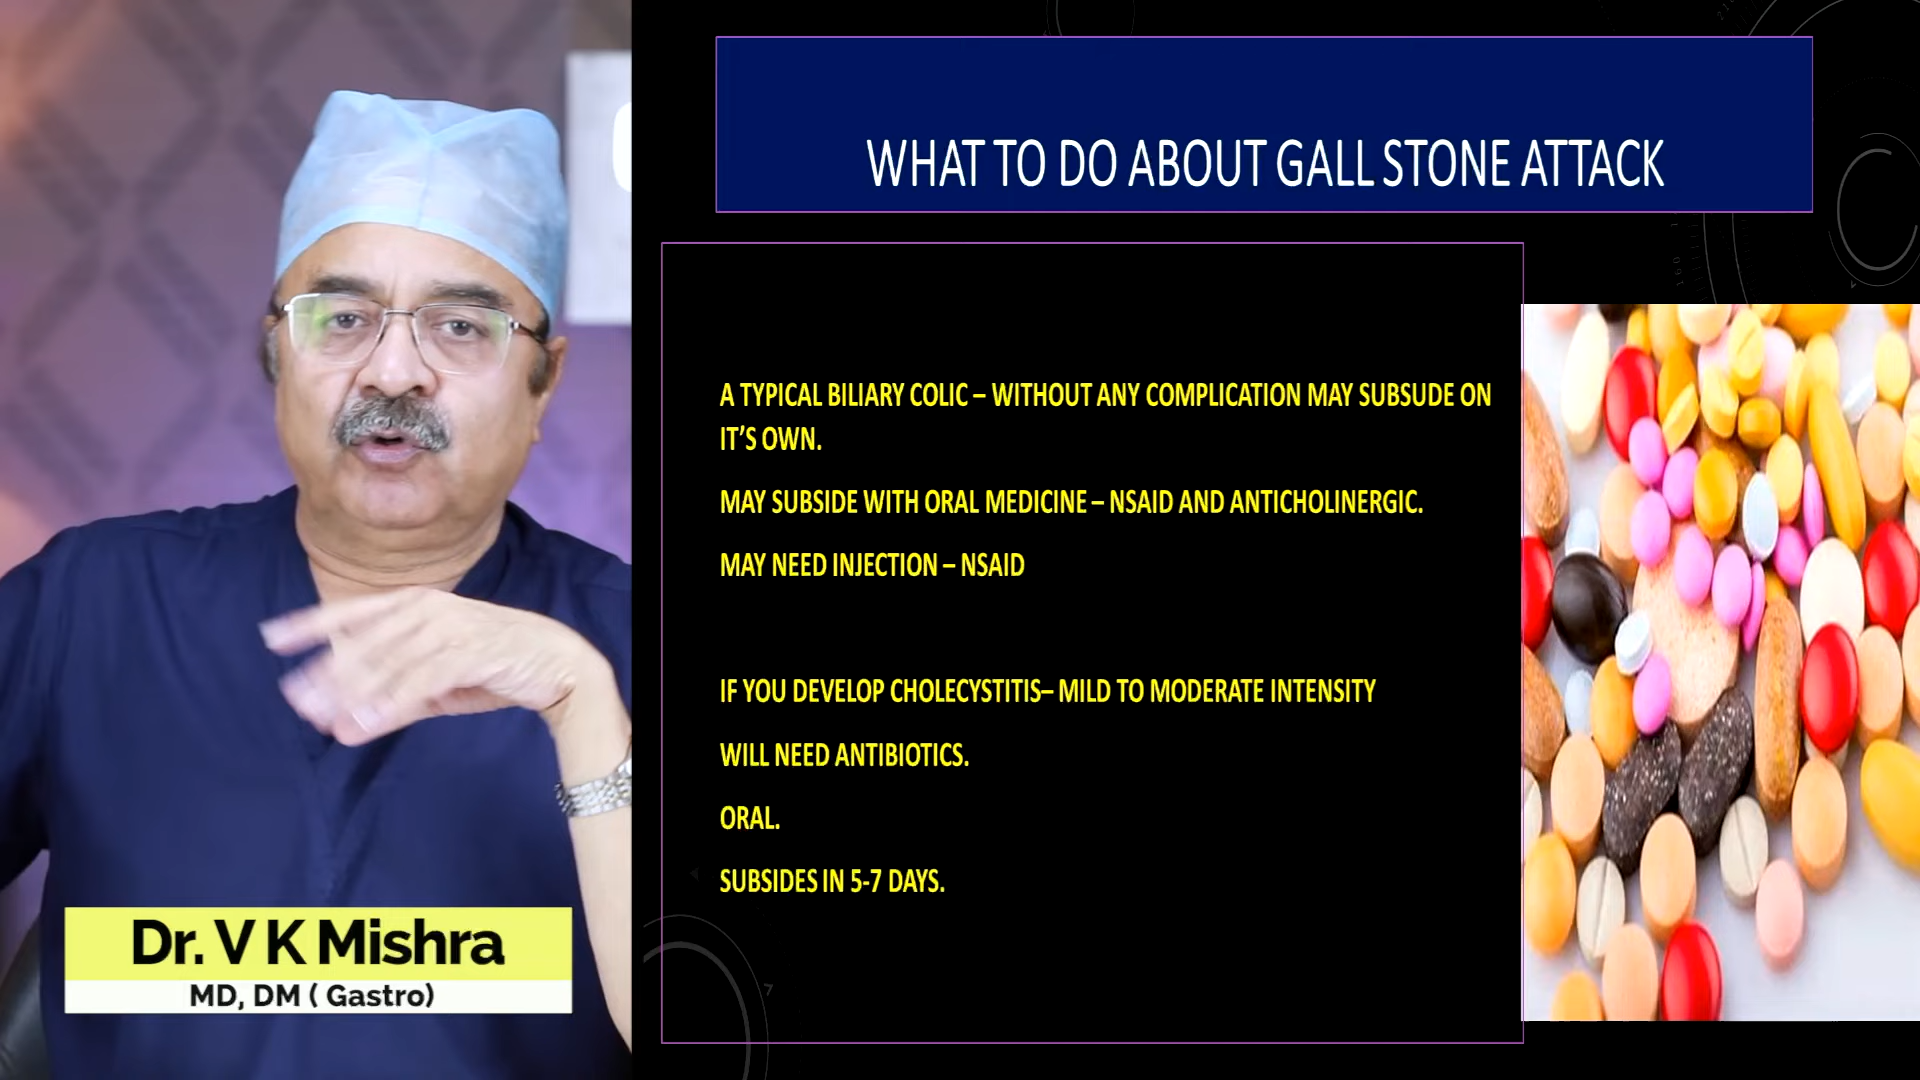 WHAT TO DO ABOUT GALL STONE ATTACK
A TYPICAL BILIARY COLIC – WITHOUT ANY COMPLICATION MAY SUBSUDE ON
IT'S OWN.
MAY SUBSIDE WITH ORAL MEDICINE – NSAID AND ANTICHOLINERGIC.
MAY NEED INJECTION – NSAID
IF YOU DEVELOP CHOLECYSTITIS– MILD TO MODERATE INTENSITY
WILL NEED ANTIBIOTICS.
ORAL.
SUBSIDES IN 5-7 DAYS.
Dr. V K Mishra
MD, DM ( Gastro)